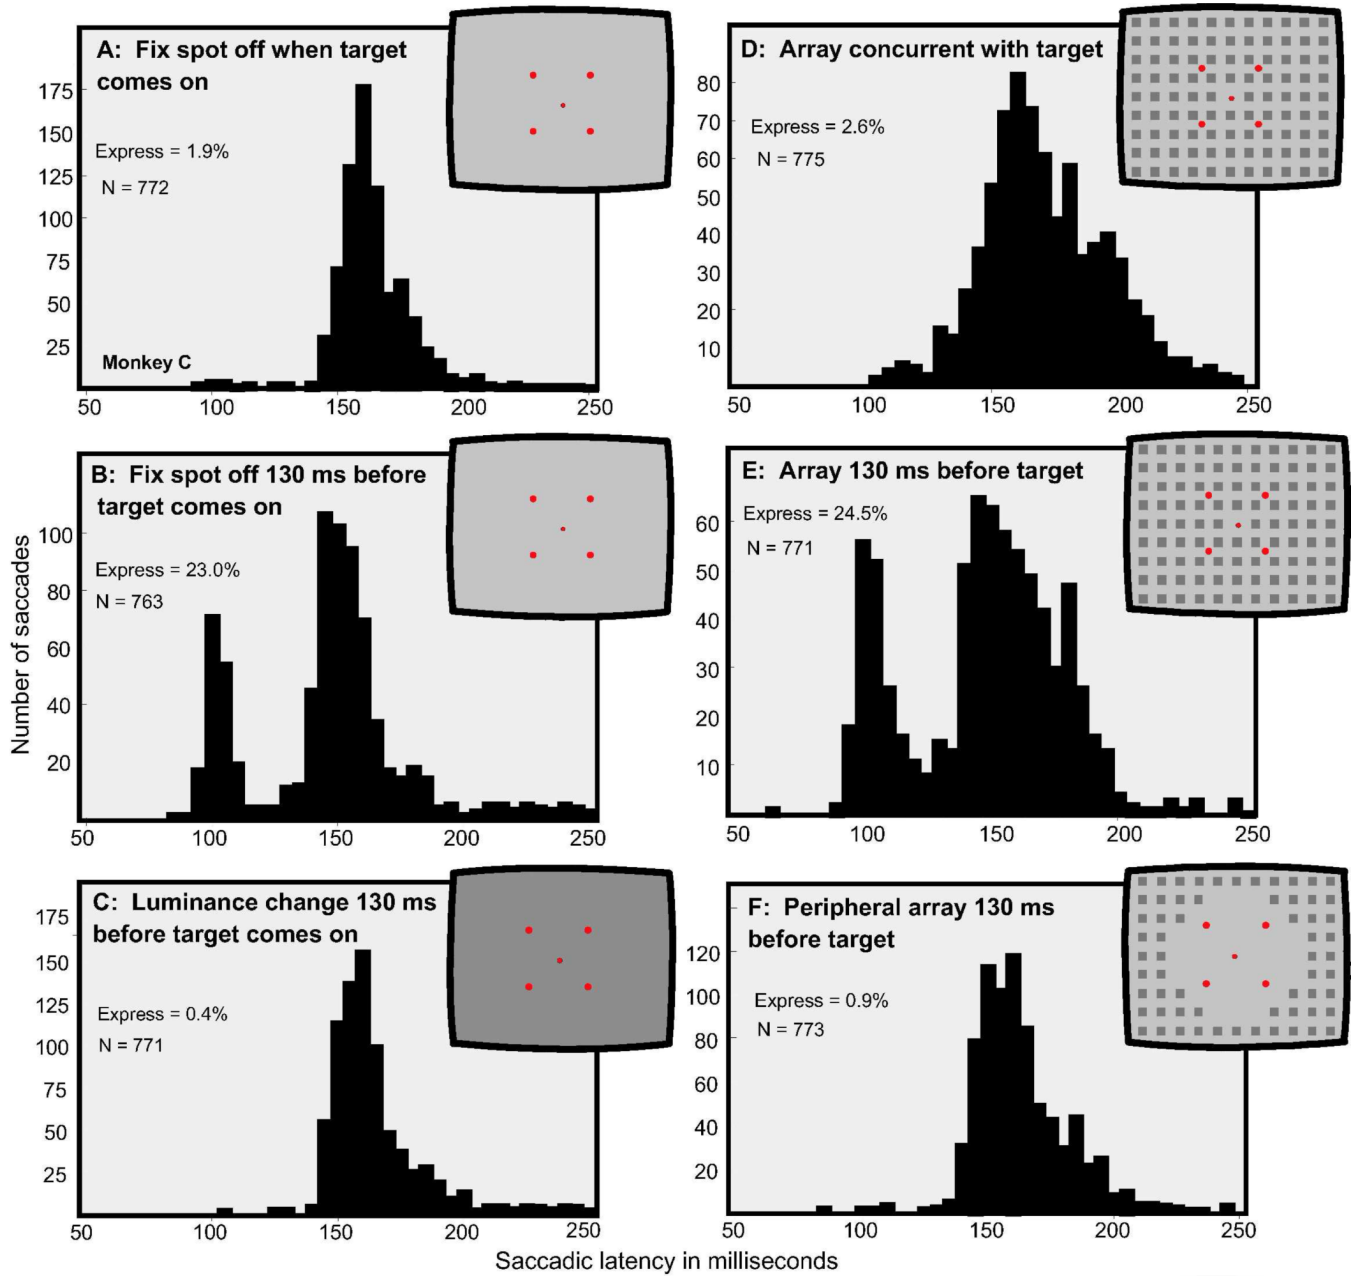 A: Fix spot off when target
comes on
Express = 1.9%
N = 772
Monkey C
175
150
125
100
75
50
25
50 100 150 200 250
D: Array concurrent with target
Express = 2.6%
N = 775
80
70
60
50
40
30
20
10
50 100 150 200 250
B: Fix spot off 130 ms before
target comes on
Express = 23.0%
N = 763
100
80
60
40
20
50 100 150 200 250
E: Array 130 ms before target
Express = 24.5%
N = 771
60
50
40
30
20
10
50 100 150 200 250
C: Luminance change 130 ms
before target comes on
Express = 0.4%
N = 771
175
150
125
100
75
50
25
50 100 150 200 250
F: Peripheral array 130 ms
before target
Express = 0.9%
N = 773
120
100
80
60
40
20
50 100 150 200 250
Number of saccades
Saccadic latency in milliseconds